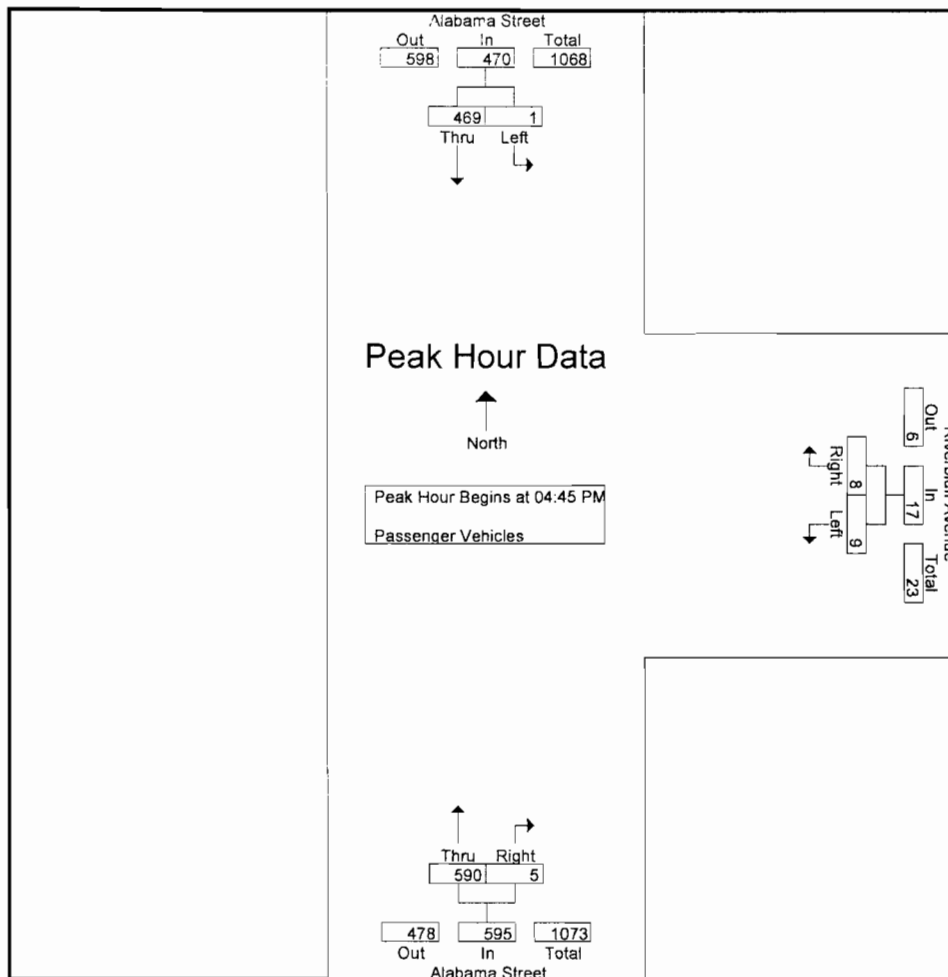 Alabama Street
Out In Total
598 470 1068
469 1
Thru Left
Peak Hour Data
North
Peak Hour Begins at 04:45 PM
Passenger Vehicles
Out In Total
6 17 23
Right Left
8 9
Thru Right
590 5
478 595 1073
Out In Total
Alabama Street